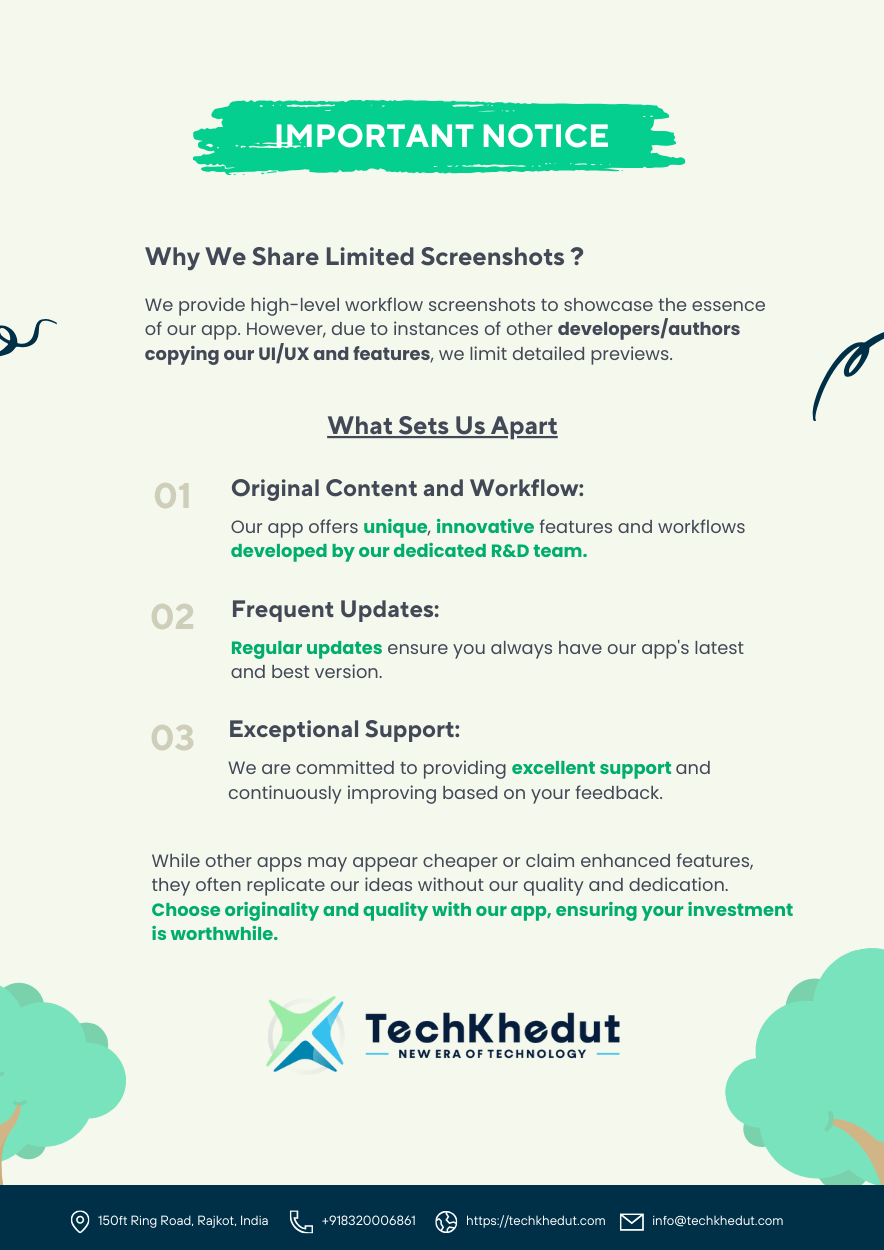 IMPORTANT NOTICE
Why We Share Limited Screenshots ?
We provide high-level workflow screenshots to showcase the essence
of our app. However, due to instances of other developers/authors
copying our UI/UX and features, we limit detailed previews.
What Sets Us Apart
01
Original Content and Workflow:
Our app offers unique, innovative features and workflows
developed by our dedicated R&D team.
02
Frequent Updates:
Regular updates ensure you always have our app's latest
and best version.
03
Exceptional Support:
We are committed to providing excellent support and
continuously improving based on your feedback.
While other apps may appear cheaper or claim enhanced features,
they often replicate our ideas without our quality and dedication.
Choose originality and quality with our app, ensuring your investment
is worthwhile.
TechKhedut
NEW ERA OF TECHNOLOGY
150ft Ring Road, Rajkot, India +918320006861 https://techkhedut.com info@techkhedut.com